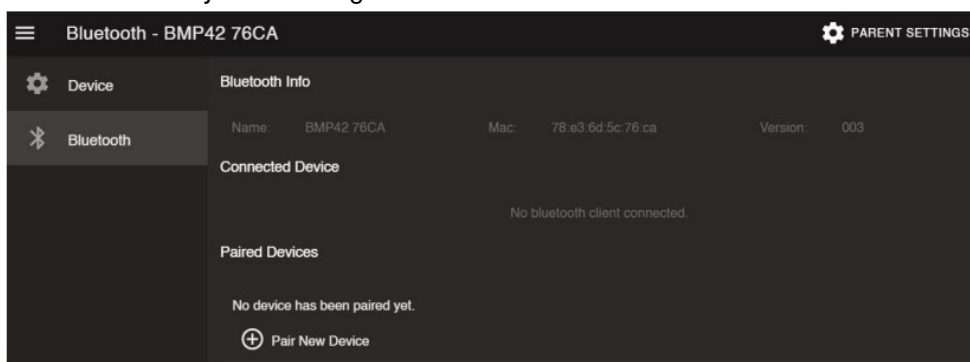 Bluetooth - BMP42 76CA
PARENT SETTINGS
Device
Bluetooth
Bluetooth Info
Name: BMP42 76CA Mac: 78:e3:6d:5c:76:ca Version: 003
Connected Device
No bluetooth client connected.
Paired Devices
No device has been paired yet.
Pair New Device